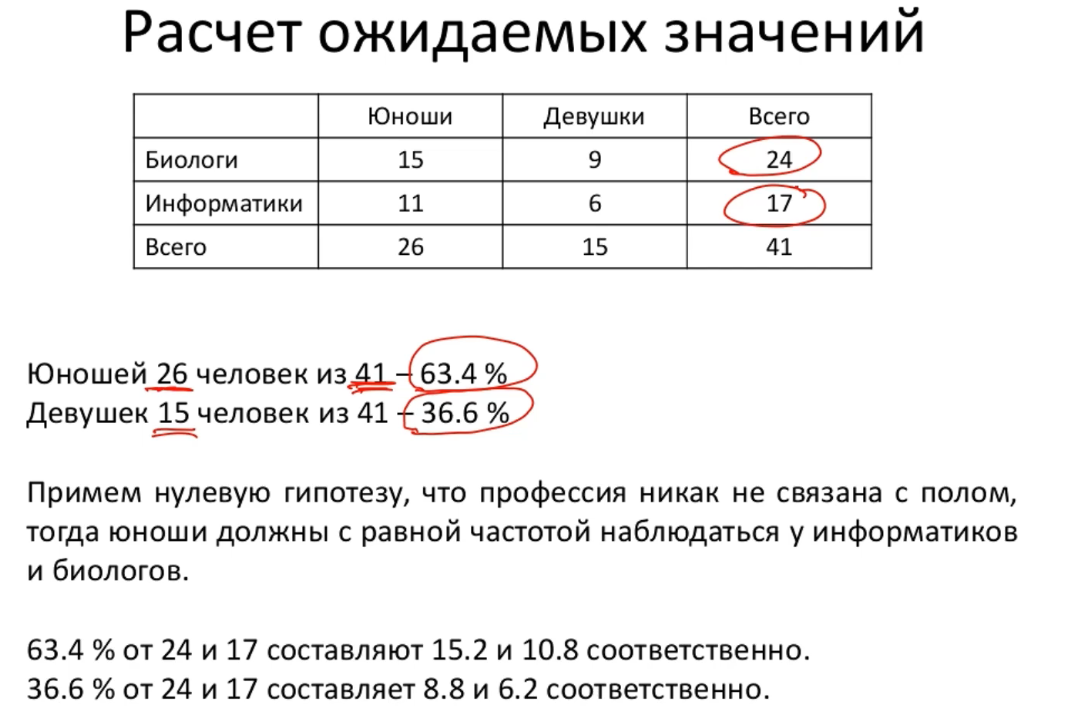 Расчет ожидаемых значений
Юноши Девушки Всего
Биологи 15 9 24
Информатики 11 6 17
Всего 26 15 41
Юношей 26 человек из 41 – 63.4 %
Девушек 15 человек из 41 – 36.6 %
Примем нулевую гипотезу, что профессия никак не связана с полом,
тогда юноши должны с равной частотой наблюдаться у информатиков
и биологов.
63.4 % от 24 и 17 составляют 15.2 и 10.8 соответственно.
36.6 % от 24 и 17 составляет 8.8 и 6.2 соответственно.